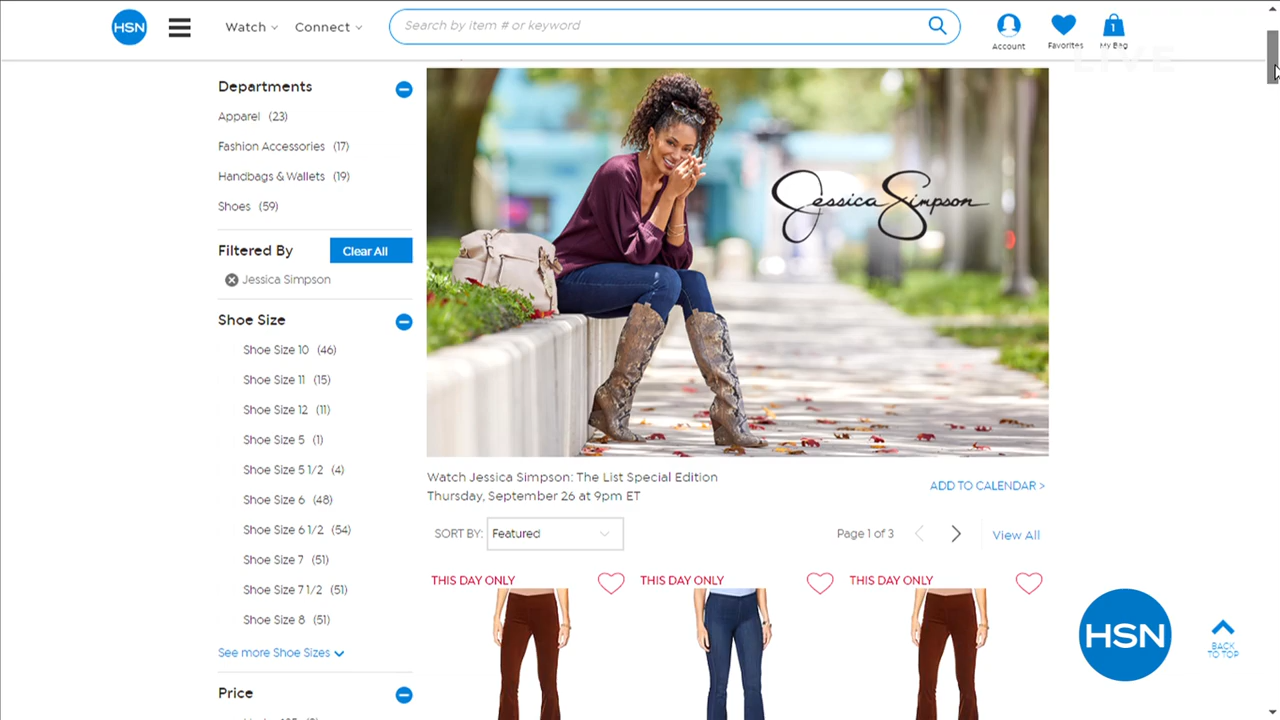 HSN
Watch
Connect
Search by item # or keyword
Account
Favorites
1
My Bag
LIVE
Departments
Apparel (23)
Fashion Accessories (17)
Handbags & Wallets (19)
Shoes (59)
Filtered By
Clear All
Jessica Simpson
Shoe Size
Shoe Size 10 (46)
Shoe Size 11 (15)
Shoe Size 12 (11)
Shoe Size 5 (1)
Shoe Size 5 1/2 (4)
Shoe Size 6 (48)
Shoe Size 6 1/2 (54)
Shoe Size 7 (51)
Shoe Size 7 1/2 (51)
Shoe Size 8 (51)
See more Shoe Sizes
Price
Jessica Simpson
Watch Jessica Simpson: The List Special Edition
Thursday, September 26 at 9pm ET
ADD TO CALENDAR >
SORT BY: Featured
Page 1 of 3
View All
THIS DAY ONLY
THIS DAY ONLY
THIS DAY ONLY
HSN
BACK
TO TOP